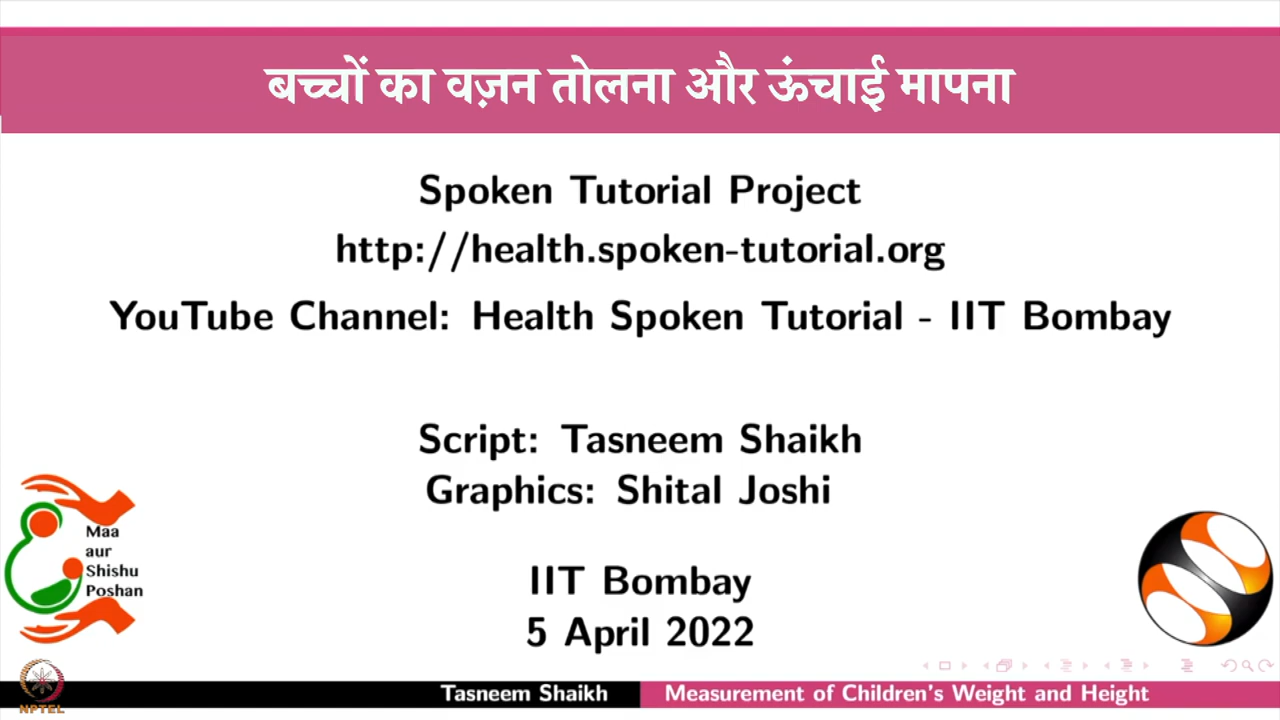 बच्चों का वज़न तोलना और ऊंचाई मापना
Spoken Tutorial Project
http://health.spoken-tutorial.org
YouTube Channel: Health Spoken Tutorial - IIT Bombay
Script: Tasneem Shaikh
Graphics: Shital Joshi
Maa
aur
Shishu
Poshan
IIT Bombay
5 April 2022
NPTEL
Tasneem Shaikh
Measurement of Children's Weight and Height